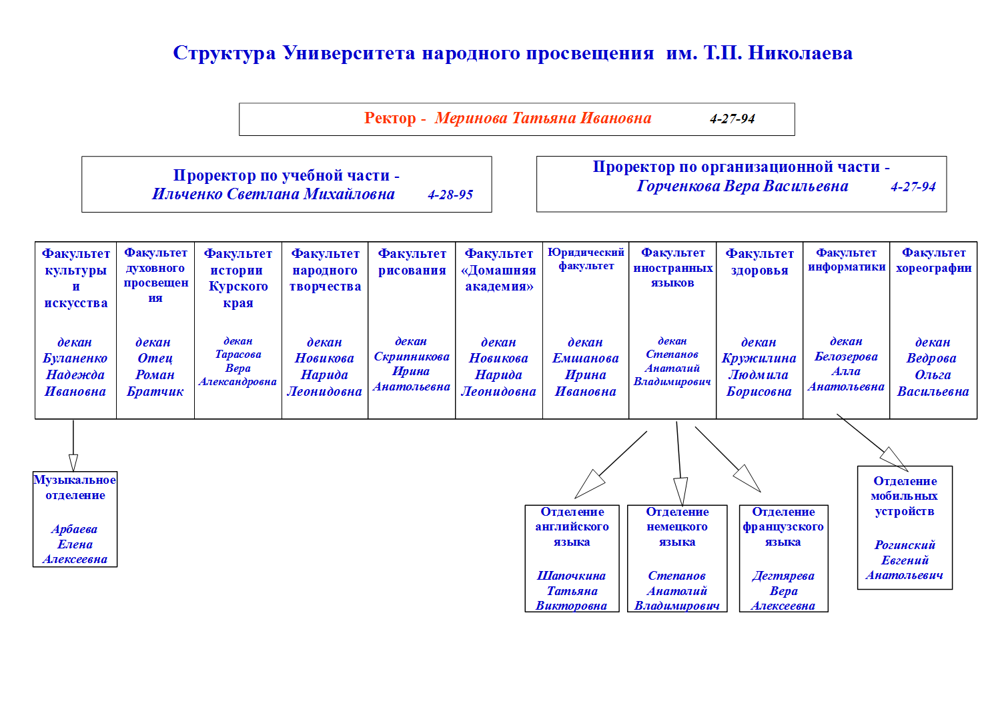 Структура Университета народного просвещения  им. Т.П. Николаева
Ректор -  Меринова Татьяна Ивановна 4-27-94
Проректор по учебной части -
Ильченко Светлана Михайловна 4-28-95
Проректор по организационной части -
Горченкова Вера Васильевна 4-27-94
Факультет
культуры
и
искусства
декан
Буланенко
Надежда
Ивановна
Факультет
духовного
просвещен
ия
декан
Отец
Роман
Братчик
Факультет
истории
Курского
края
декан
Тарасова
Вера
Александровна
Факультет
народного
творчества
декан
Новикова
Нарида
Леонидовна
Факультет
рисования
декан
Скрипникова
Ирина
Анатольевна
Факультет
«Домашняя
академия»
декан
Новикова
Нарида
Леонидовна
Юридический
факультет
декан
Емшанова
Ирина
Ивановна
Факультет
иностранных
языков
декан
Степанов
Анатолий
Владимирович
Факультет
здоровья
декан
Кружилина
Людмила
Борисовна
Факультет
информатики
декан
Белозерова
Алла
Анатольевна
Факультет
хореографии
декан
Ведрова
Ольга
Васильевна
Музыкальное
отделение
Арбаева
Елена
Алексеевна
Отделение
английского
языка
Шапочкина
Татьяна
Викторовна
Отделение
немецкого
языка
Степанов
Анатолий
Владимирович
Отделение
французского
языка
Дегтярева
Вера
Алексеевна
Отделение
мобильных
устройств
Рогинский
Евгений
Анатольевич